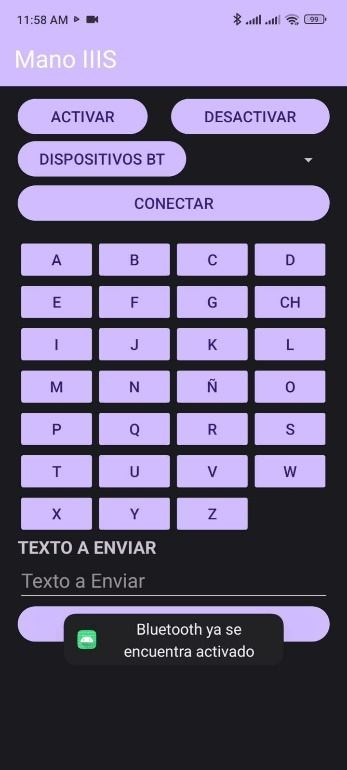 11:58 AM 99
Mano IIIS
ACTIVAR DESACTIVAR
DISPOSITIVOS BT
CONECTAR
A B C D
E F G CH
I J K L
M N Ñ O
P Q R S
T U V W
X Y Z
TEXTO A ENVIAR
Texto a Enviar
Bluetooth ya se
encuentra activado